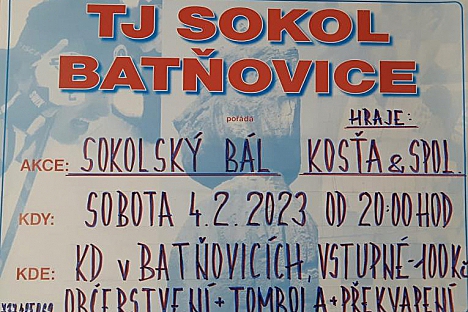 TJ SOKOL
BATŇOVICE
pořádá
HRAJE:
AKCE: SOKOLSKÝ BÁL KOSŤA & SPOL.
KDY: SOBOTA 4.2.2023 OD 20:00 HOD
KDE: KD V BATŇOVICÍCH, VSTUPNÉ-100KČ
OBČERSTVENÍ + TOMBOLA + PŘEKVAPENÍ